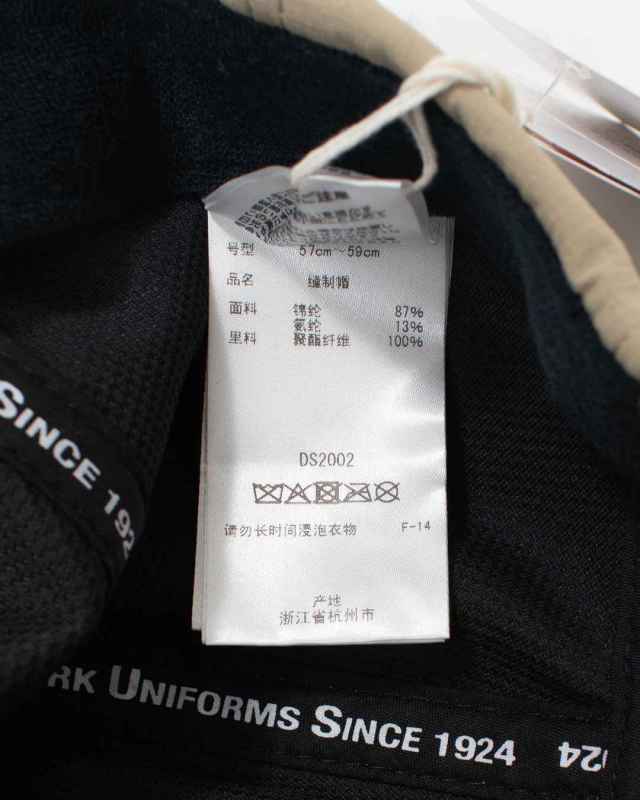 号型 57cm~59cm
品名 缝制帽
面料 锦纶 87%
氨纶 13%
里料 聚酯纤维 100%
DS2002
请勿长时间浸泡衣物 F-14
产地
浙江省杭州市
SINCE 192
RK UNIFORMS SINCE 1924